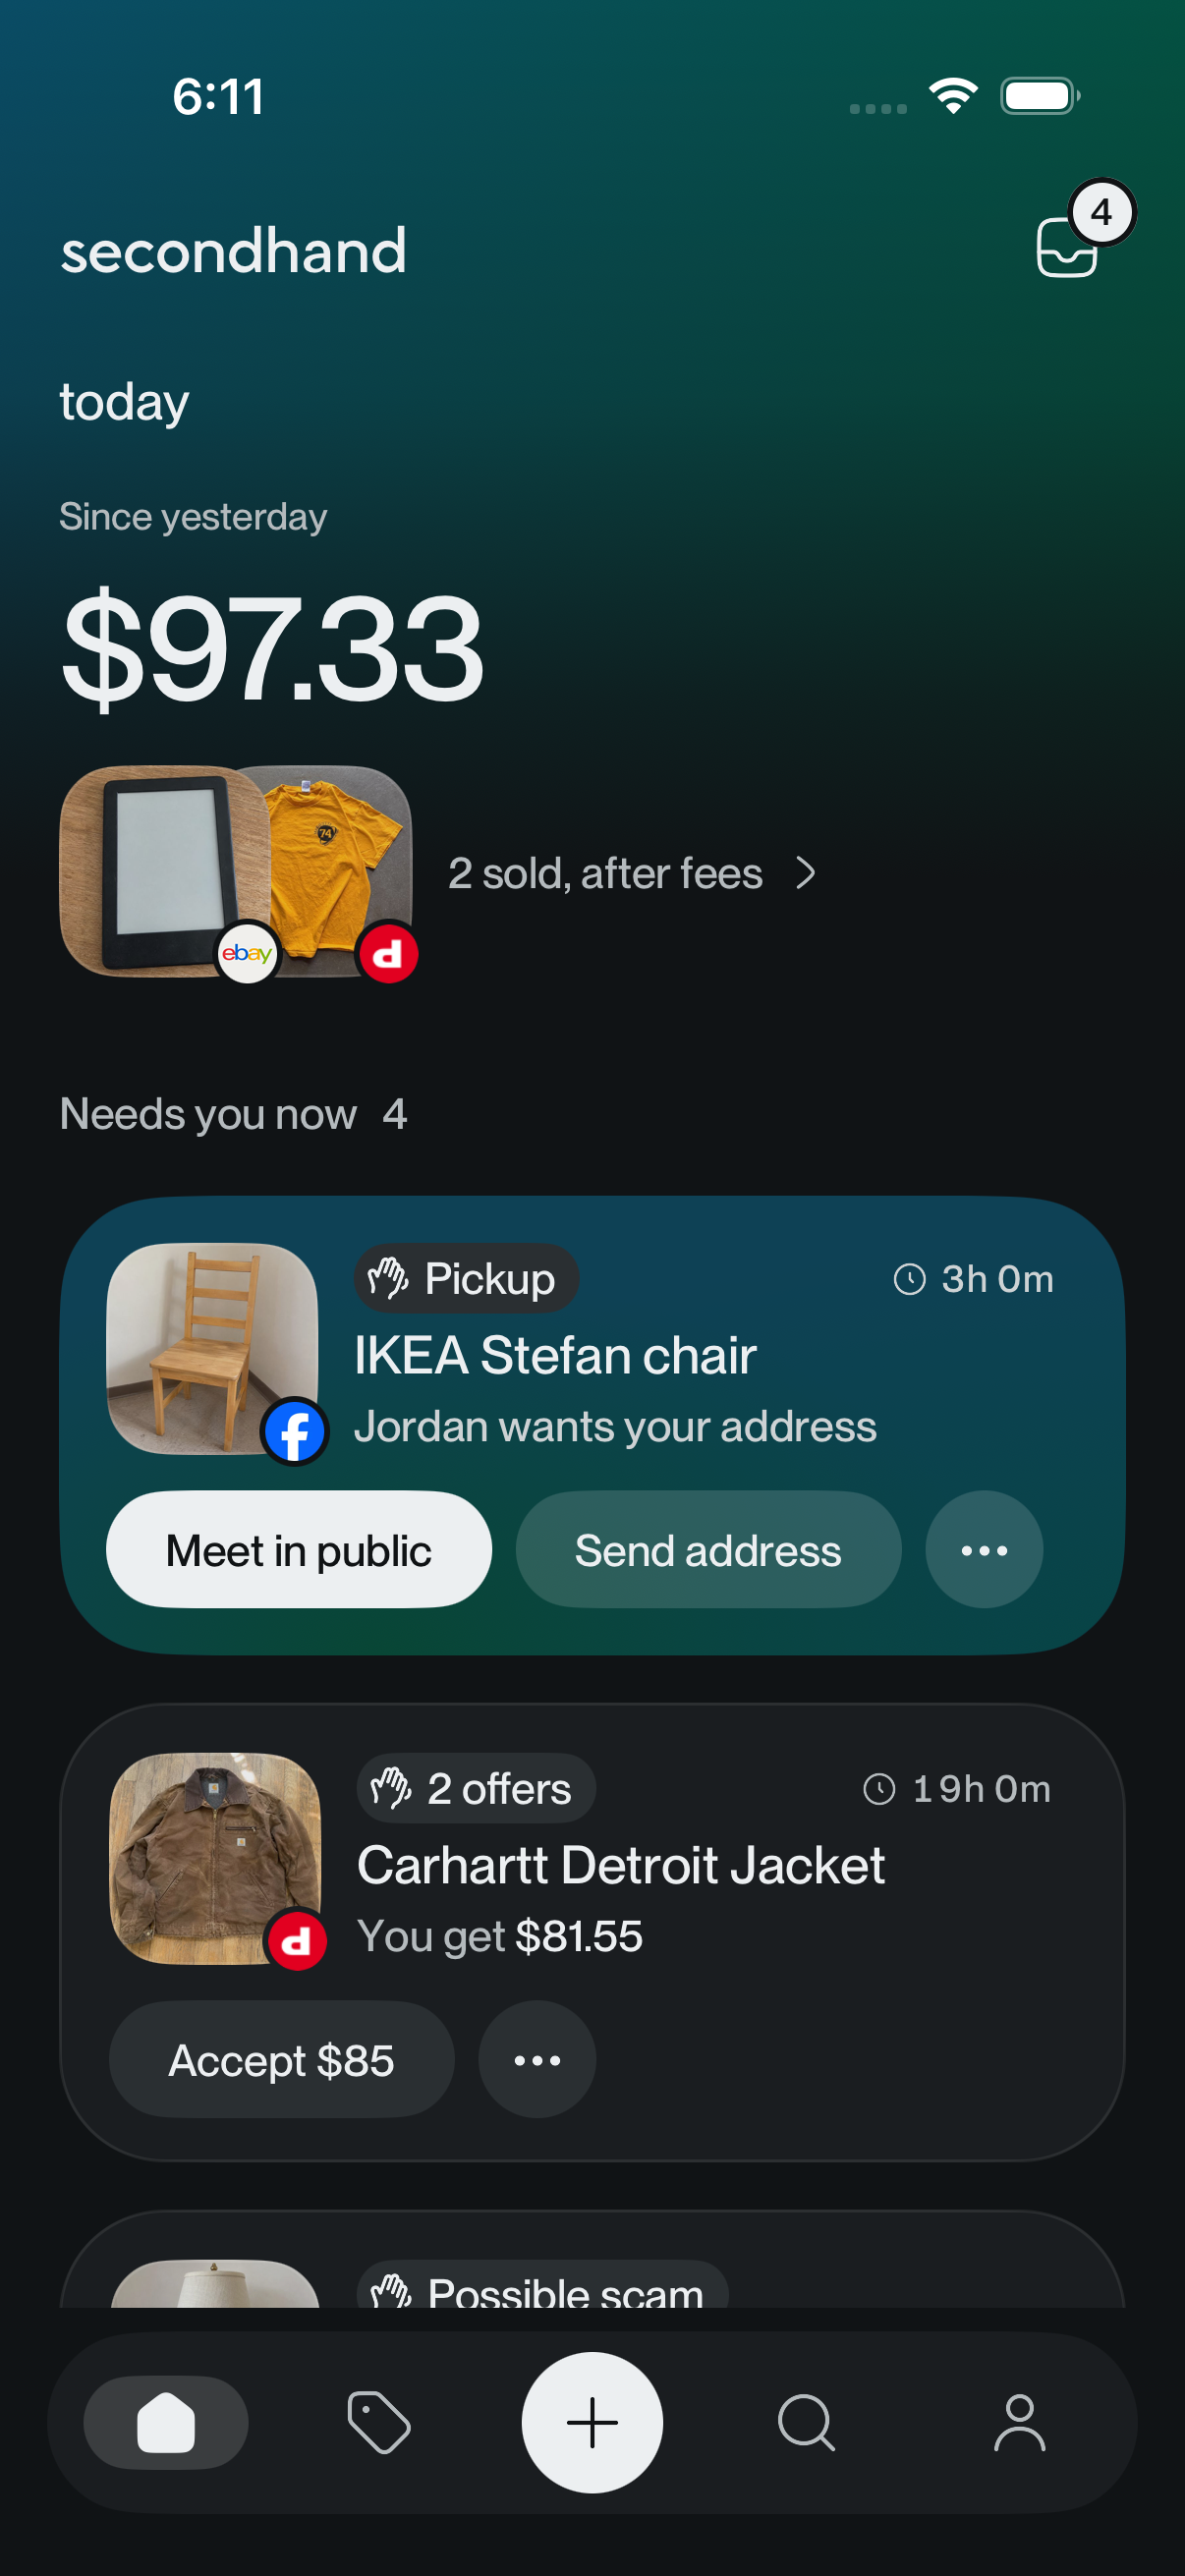 6:11
4
secondhand
today
Since yesterday
$97.33
74
ebay
d
2 sold, after fees
Needs you now 4
Pickup
3h 0m
IKEA Stefan chair
Jordan wants your address
f
Meet in public
Send address
2 offers
19h 0m
Carhartt Detroit Jacket
You get $81.55
d
Accept $85
Possible scam